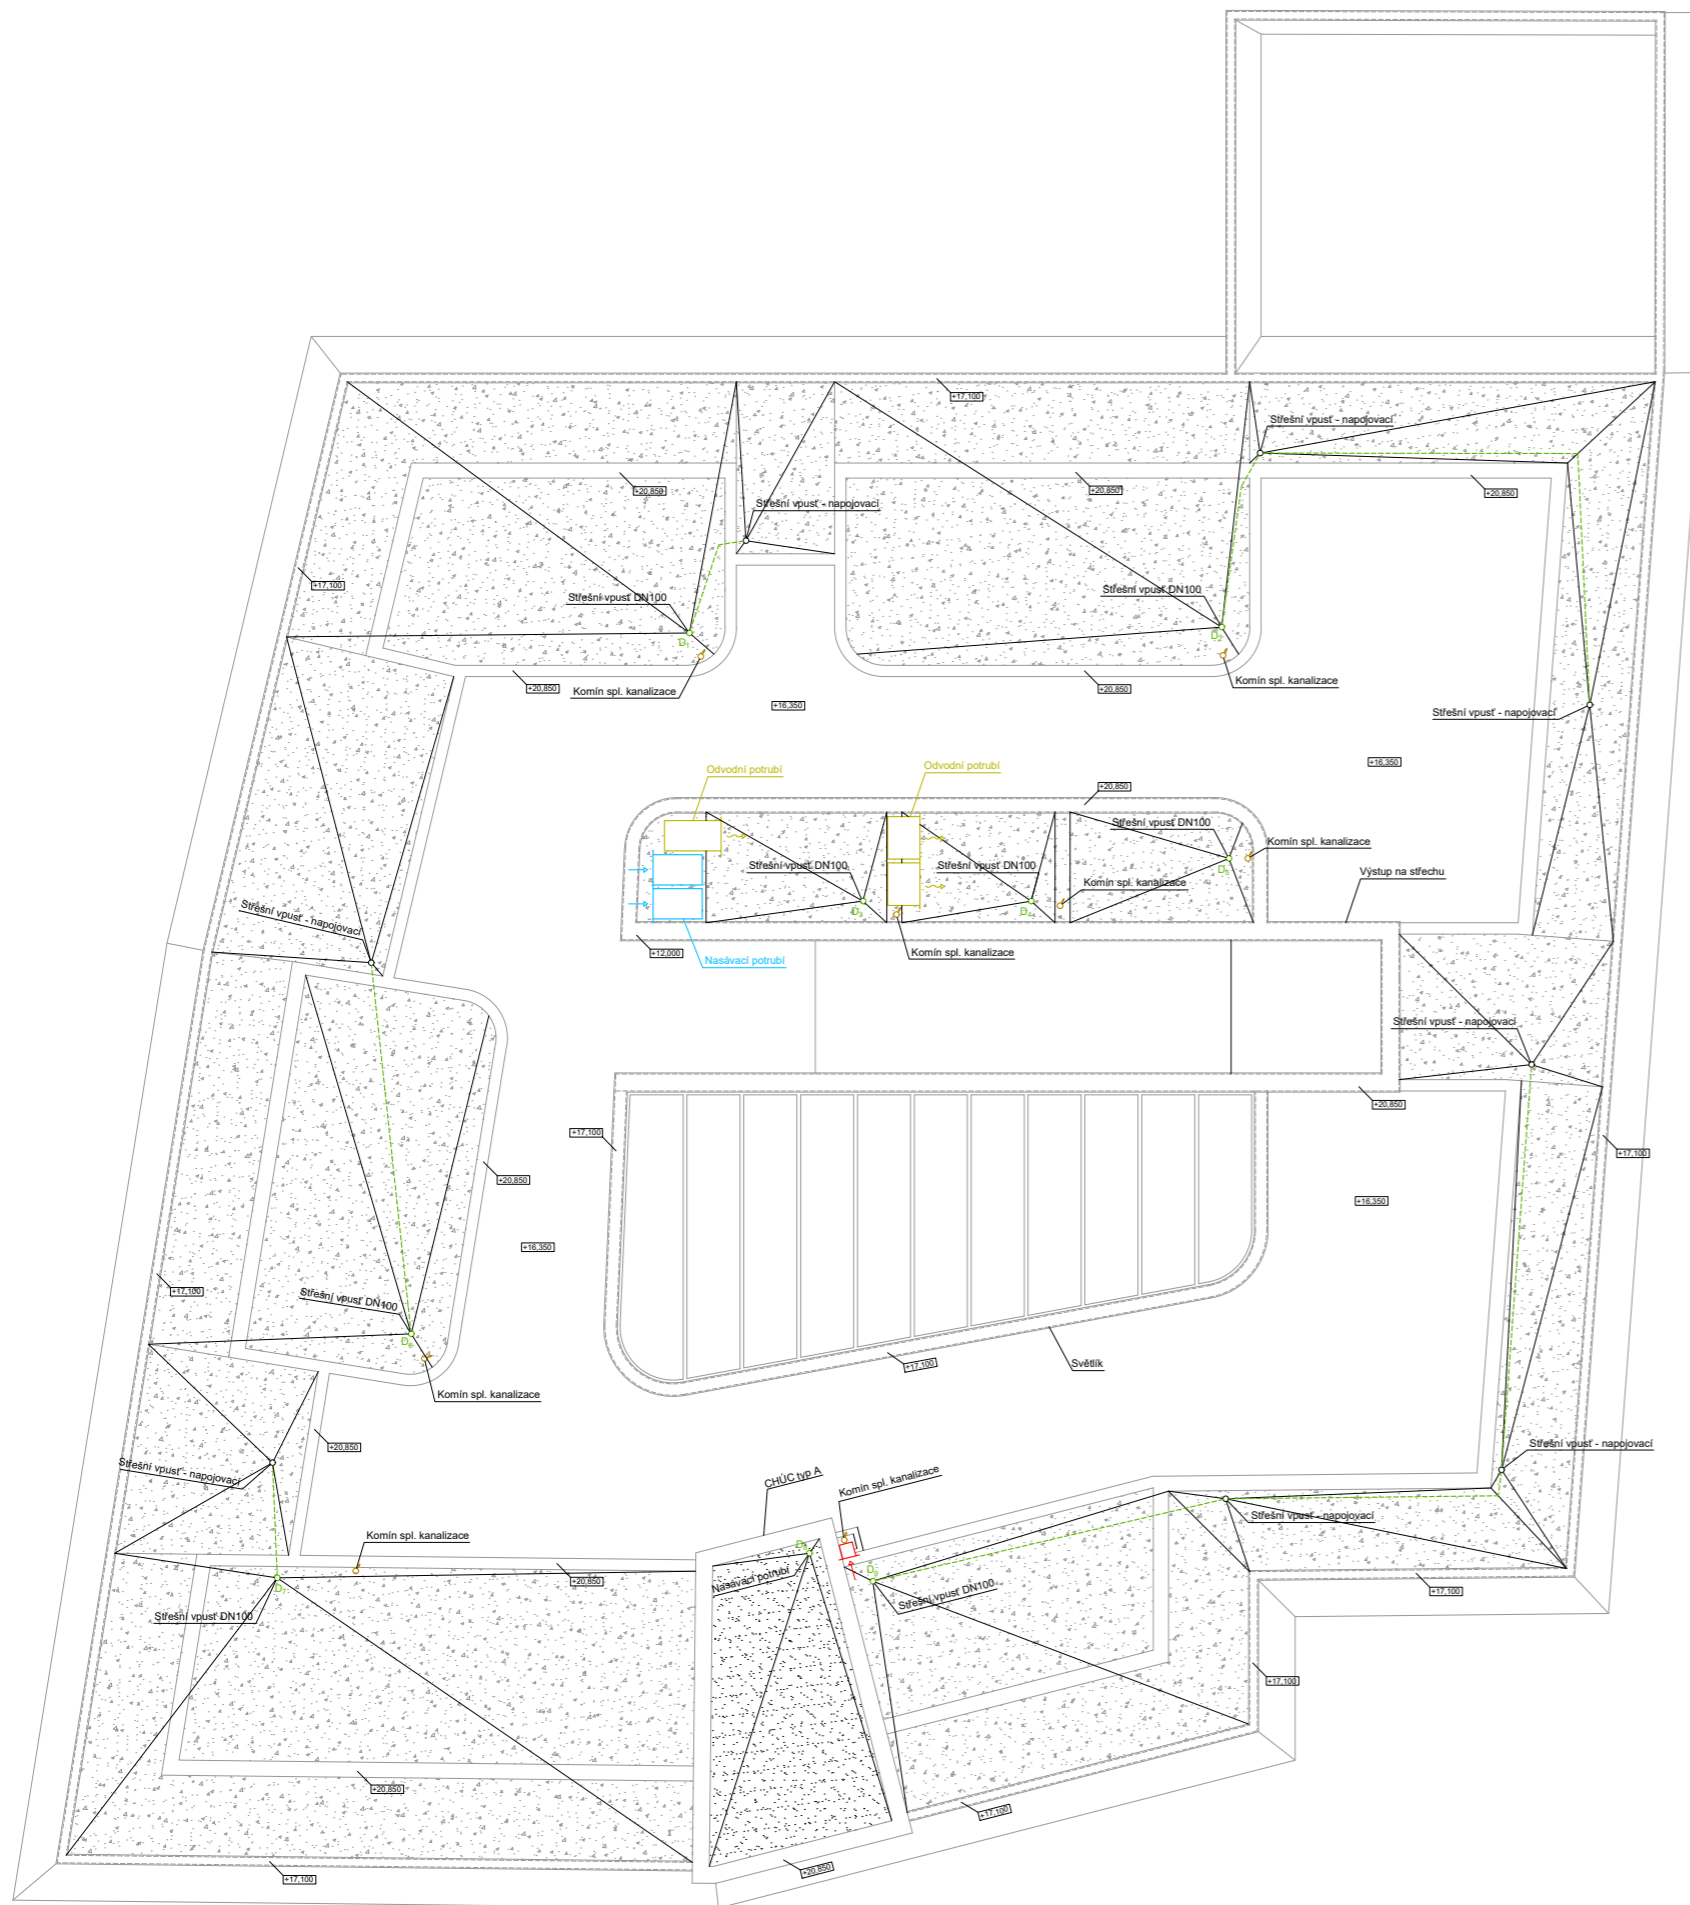 +17,100
Střešní vpusť - napojovací
+20,850
+20,850
+20,850
Střešní vpusť - napojovací
+17,100
Střešní vpusť DN100
Střešní vpusť DN100
D1
D2
+20,850
Komín spl. kanalizace
+20,850
Komín spl. kanalizace
+16,350
Střešní vpusť - napojovací
+16,350
Odvodní potrubí
Odvodní potrubí
+20,850
Střešní vpusť DN100
Komín spl. kanalizace
Střešní vpusť DN100
Střešní vpusť DN100
D5
Výstup na střechu
Komín spl. kanalizace
Střešní vpusť - napojovací
D3
D4
+12,000
Nasávací potrubí
Komín spl. kanalizace
Střešní vpusť - napojovací
+20,850
+17,100
+17,100
+20,850
+16,350
+16,350
+17,100
Střešní vpusť DN100
D6
+17,100
Světlík
Komín spl. kanalizace
+20,850
Střešní vpusť - napojovací
Střešní vpusť - napojovací
CHÚC typ A
Komín spl. kanalizace
Střešní vpusť - napojovací
Komín spl. kanalizace
+20,850
D7
Nasávací potrubí
Střešní vpusť DN100
+17,100
Střešní vpusť DN100
+17,100
+20,850
+17,100
+20,850
+17,100